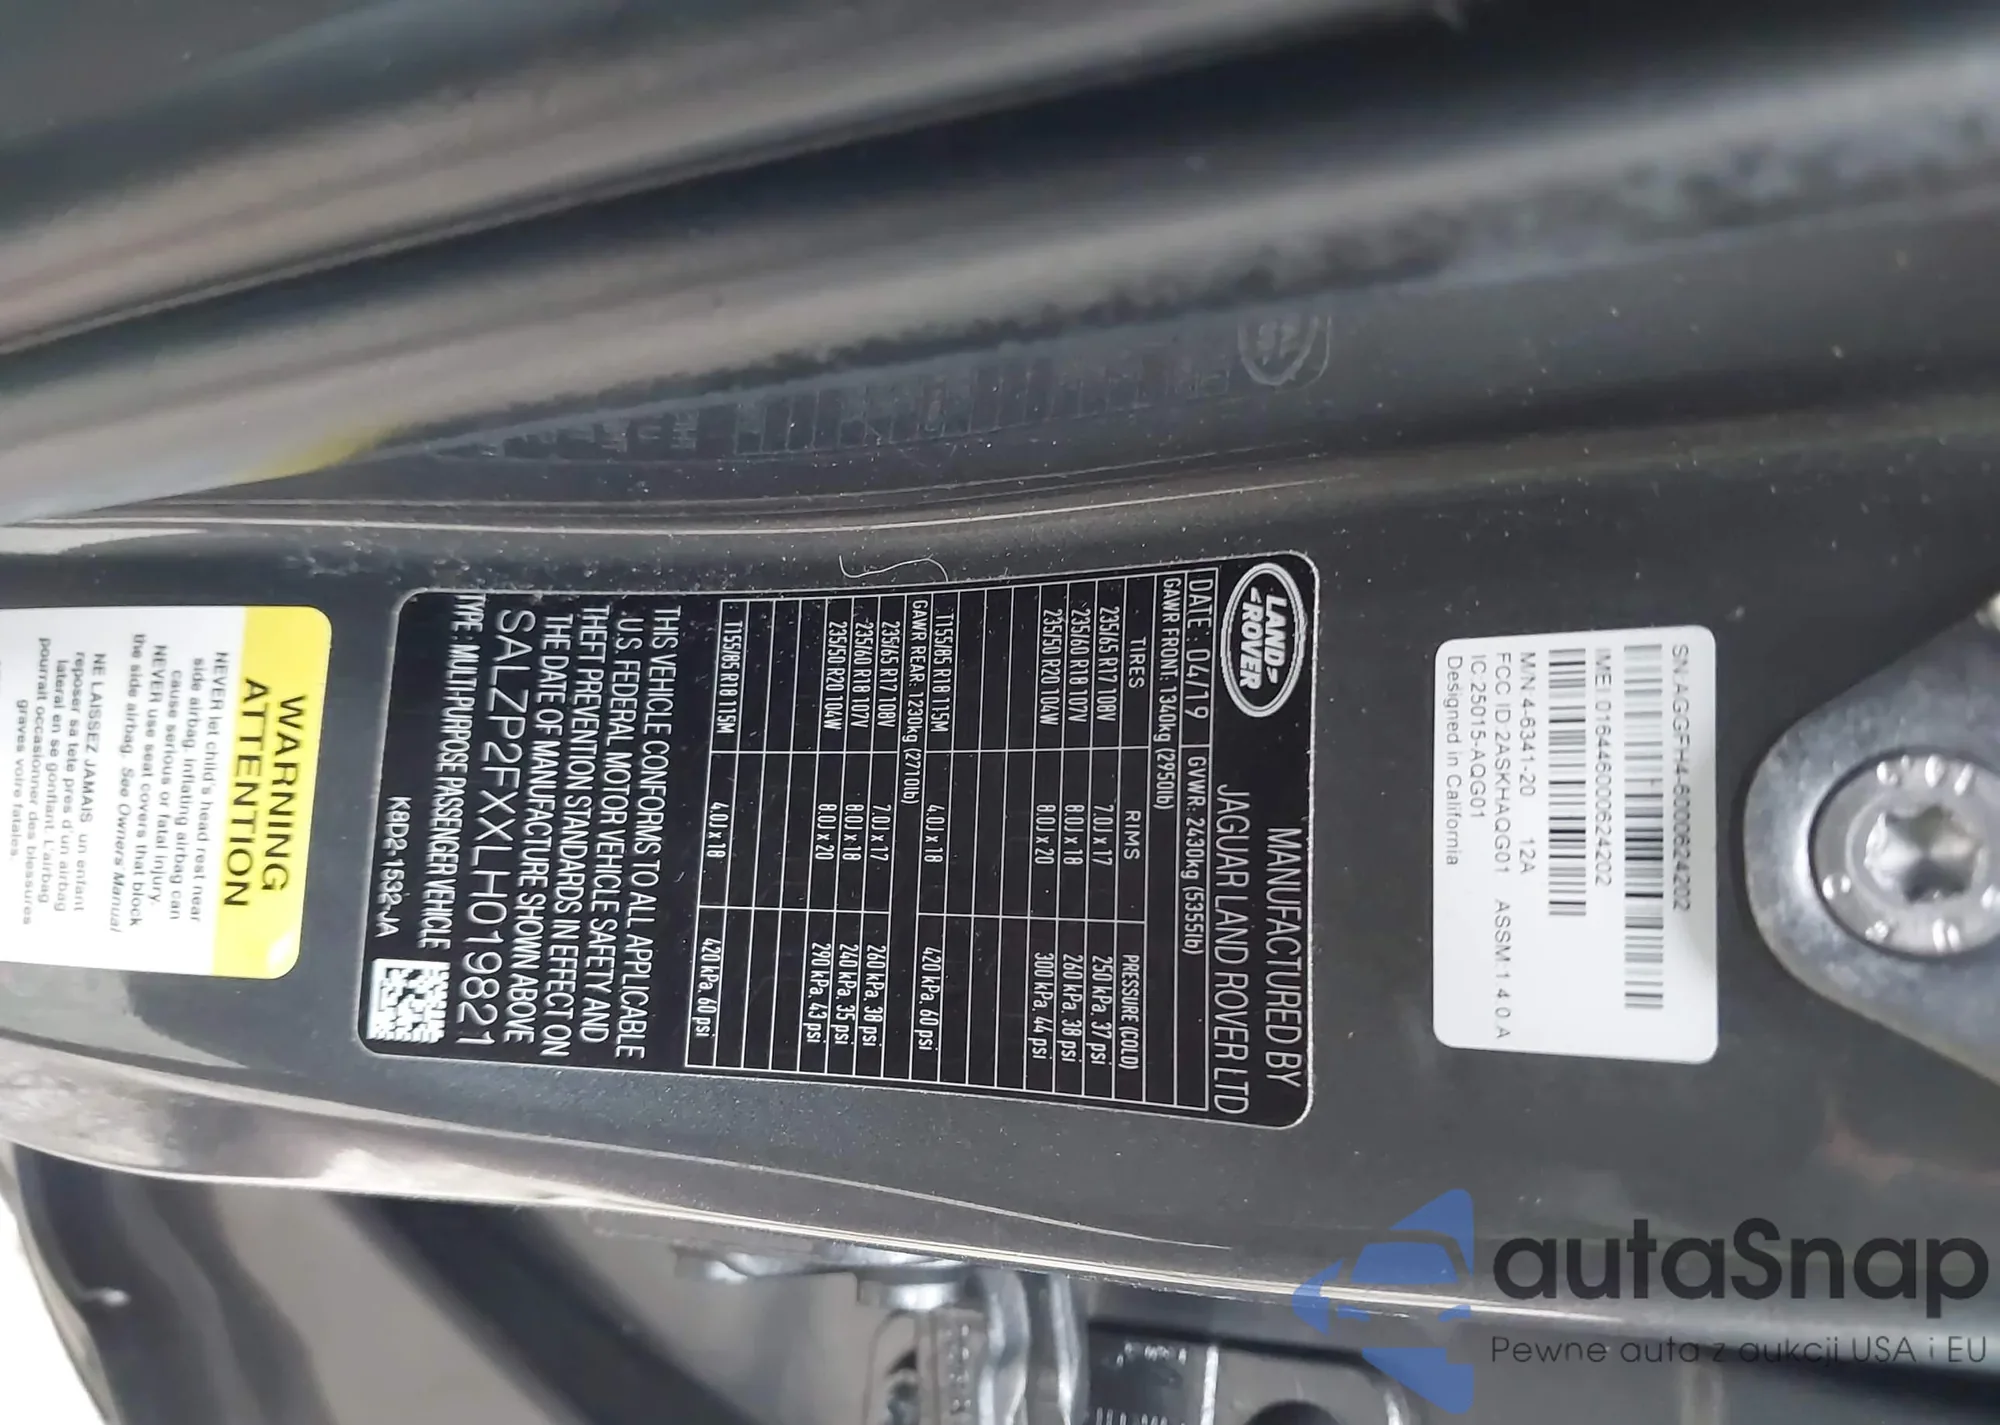 SN:AGGFH4-6000624202
IMEI 016446000624202
M/N 4-6341-20 12A
FCC ID:2ASKHAQGG01 ASSM:1.4.0.A
IC:25015-AQG01
Designed in California
LAND-
-ROVER
MANUFACTURED BY
JAGUAR LAND ROVER LTD
DATE : 04/19 GVWR: 2430kg (5355lb)
GAWR FRONT: 1340kg (2950lb)
TIRES RIMS PRESSURE (COLD)
235/65 R17 108V 7.0J x 17 250 kPa, 37 psi
235/60 R18 107V 8.0J x 18 260 kPa, 38 psi
235/50 R20 104W 8.0J x 20 300 kPa, 44 psi
T155/85 R18 115M 4.0J x 18 420 kPa, 60 psi
GAWR REAR: 1230kg (2710lb)
235/65 R17 108V 7.0J x 17 260 kPa, 38 psi
235/60 R18 107V 8.0J x 18 240 kPa, 35 psi
235/50 R20 104W 8.0J x 20 290 kPa, 43 psi
T155/85 R18 115M 4.0J x 18 420 kPa, 60 psi
THIS VEHICLE CONFORMS TO ALL APPLICABLE
U.S. FEDERAL MOTOR VEHICLE SAFETY AND
THEFT PREVENTION STANDARDS IN EFFECT ON
THE DATE OF MANUFACTURE SHOWN ABOVE
SALZP2FXXLH019821
TYPE: MULTI-PURPOSE PASSENGER VEHICLE
K8D2-1532-JA
WARNING
ATTENTION
NEVER let child's head rest near
side airbag, inflating airbag can
cause serious or fatal injury.
NEVER use seat covers that block
the side airbag. See Owners Manual
NE LAISSEZ JAMAIS un enfant
reposer sa tete pres d'un airbag
lateral en se gonflant. L'airbag
pourrait occasionner des blessures
graves voire fatales
autaSnap
Pewne auta z aukcji USA i EU